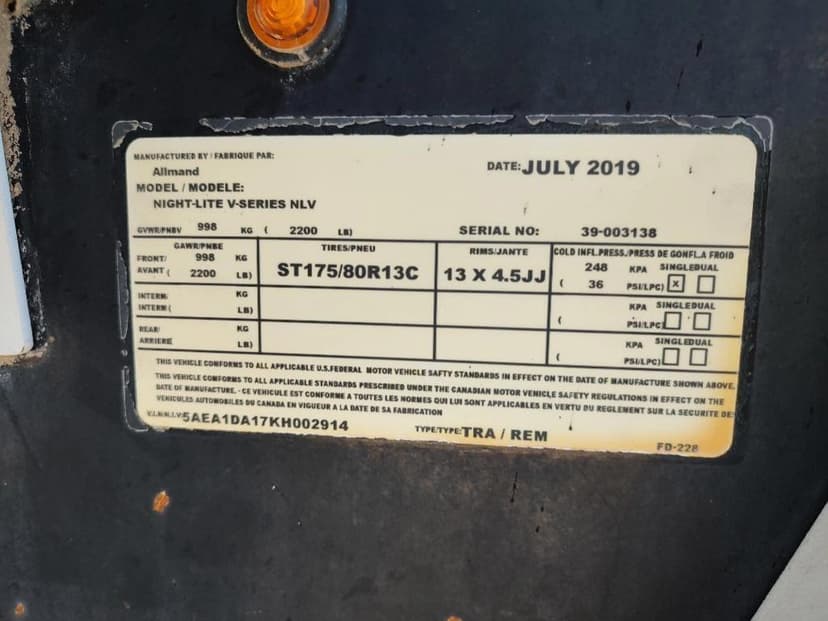 MANUFACTURED BY / FABRIQUE PAR:
Allmand
DATE: JULY 2019
MODEL / MODELE:
NIGHT-LITE V-SERIES NLV
GVWR/PNBV 998 KG ( 2200 LB)
SERIAL NO: 39-003138
GAWR/PNBE TIRES/PNEU RIMS/JANTE COLD INFL.PRESS./PRESS DE GONFL.A FROID
FRONT/ 998 KG 248 KPA SINGLE DUAL
AVANT ( 2200 LB) ST175/80R13C 13 X 4.5JJ ( 36 PSI/LPC) X
INTERM/ KG KPA SINGLE DUAL
INTERM ( LB) ( PSI/LPC)
REAR/ KG KPA SINGLE DUAL
ARRIERE LB) ( PSI/LPC)
THIS VEHICLE CONFORMS TO ALL APPLICABLE U.S.FEDERAL MOTOR VEHICLE SAFTY STANDARDS IN EFFECT ON THE DATE OF MANUFACTURE SHOWN ABOVE.
THIS VEHICLE CONFORMS TO ALL APPLICABLE STANDARDS PRESCRIBED UNDER THE CANADIAN MOTOR VEHICLE SAFETY REGULATIONS IN EFFECT ON THE
DATE OF MANUFACTURE. - CE VEHICULE EST CONFORME A TOUTES LES NORMES QUI LUI SONT APPLICABLES EN VERTU DU REGLEMENT SUR LA SECURITE DE
VEHICULES AUTOMOBILES DU CANADA EN VIGUEUR A LA DATE DE SA FABRICATION
V.I.N./N.I.V. 5AEA1DA17KH002914 TYPE/TYPE: TRA / REM
FD-228